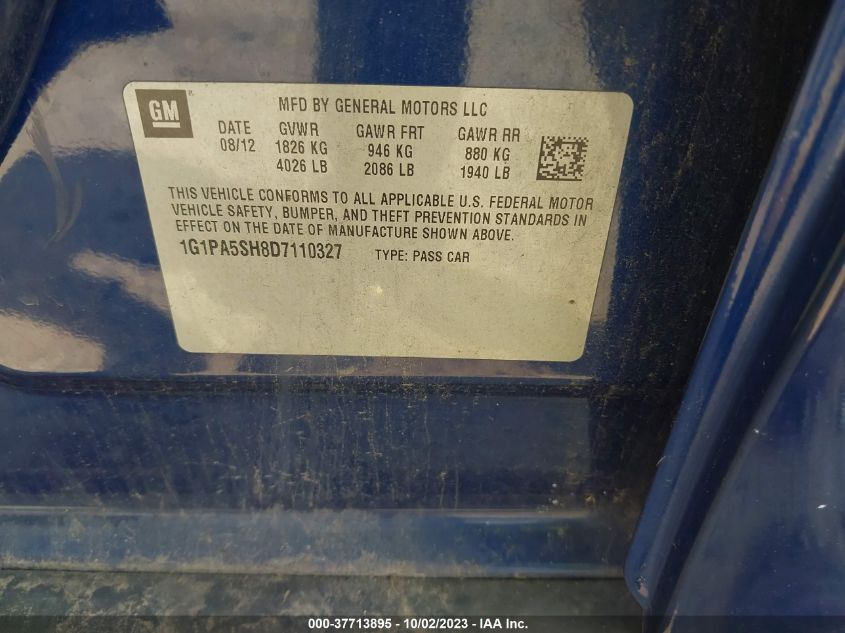 GM
MFD BY GENERAL MOTORS LLC
DATE GVWR GAWR FRT GAWR RR
08/12 1826 KG 946 KG 880 KG
4026 LB 2086 LB 1940 LB
THIS VEHICLE CONFORMS TO ALL APPLICABLE U.S. FEDERAL MOTOR
VEHICLE SAFETY, BUMPER, AND THEFT PREVENTION STANDARDS IN
EFFECT ON THE DATE OF MANUFACTURE SHOWN ABOVE.
1G1PA5SH8D7110327 TYPE: PASS CAR
000-37713895 - 10/02/2023 - IAA Inc.